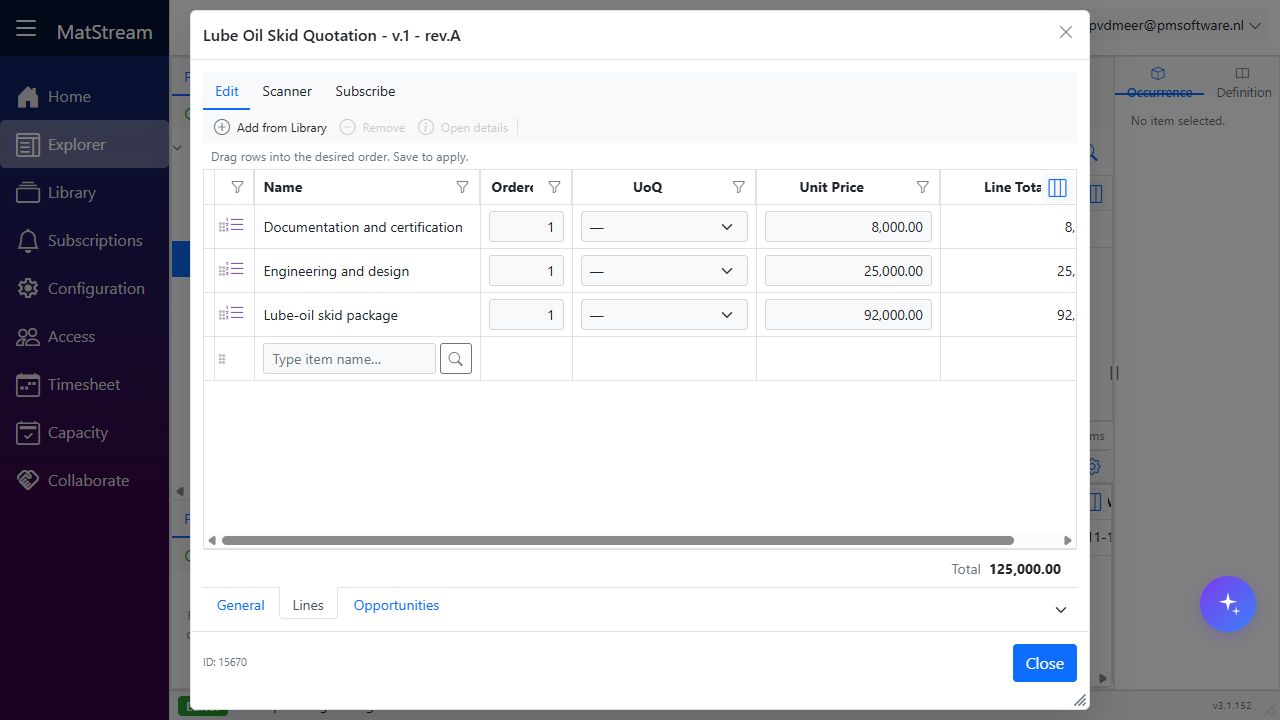 MatStream
Lube Oil Skid Quotation - v.1 - rev.A
pvdmeer@pmsoftware.nl
Home
Explorer
Library
Subscriptions
Configuration
Access
Timesheet
Capacity
Collaborate
Edit Scanner Subscribe
Add from Library Remove Open details
Drag rows into the desired order. Save to apply.
Name Ordere UoQ Unit Price Line Tota
Documentation and certification 1 — 8,000.00 8,
Engineering and design 1 — 25,000.00 25,
Lube-oil skid package 1 — 92,000.00 92,
Type item name...
Total 125,000.00
General Lines Opportunities
ID: 15670
Close
Occurrence Definition
No item selected.
ms
11-1
v3.1.152